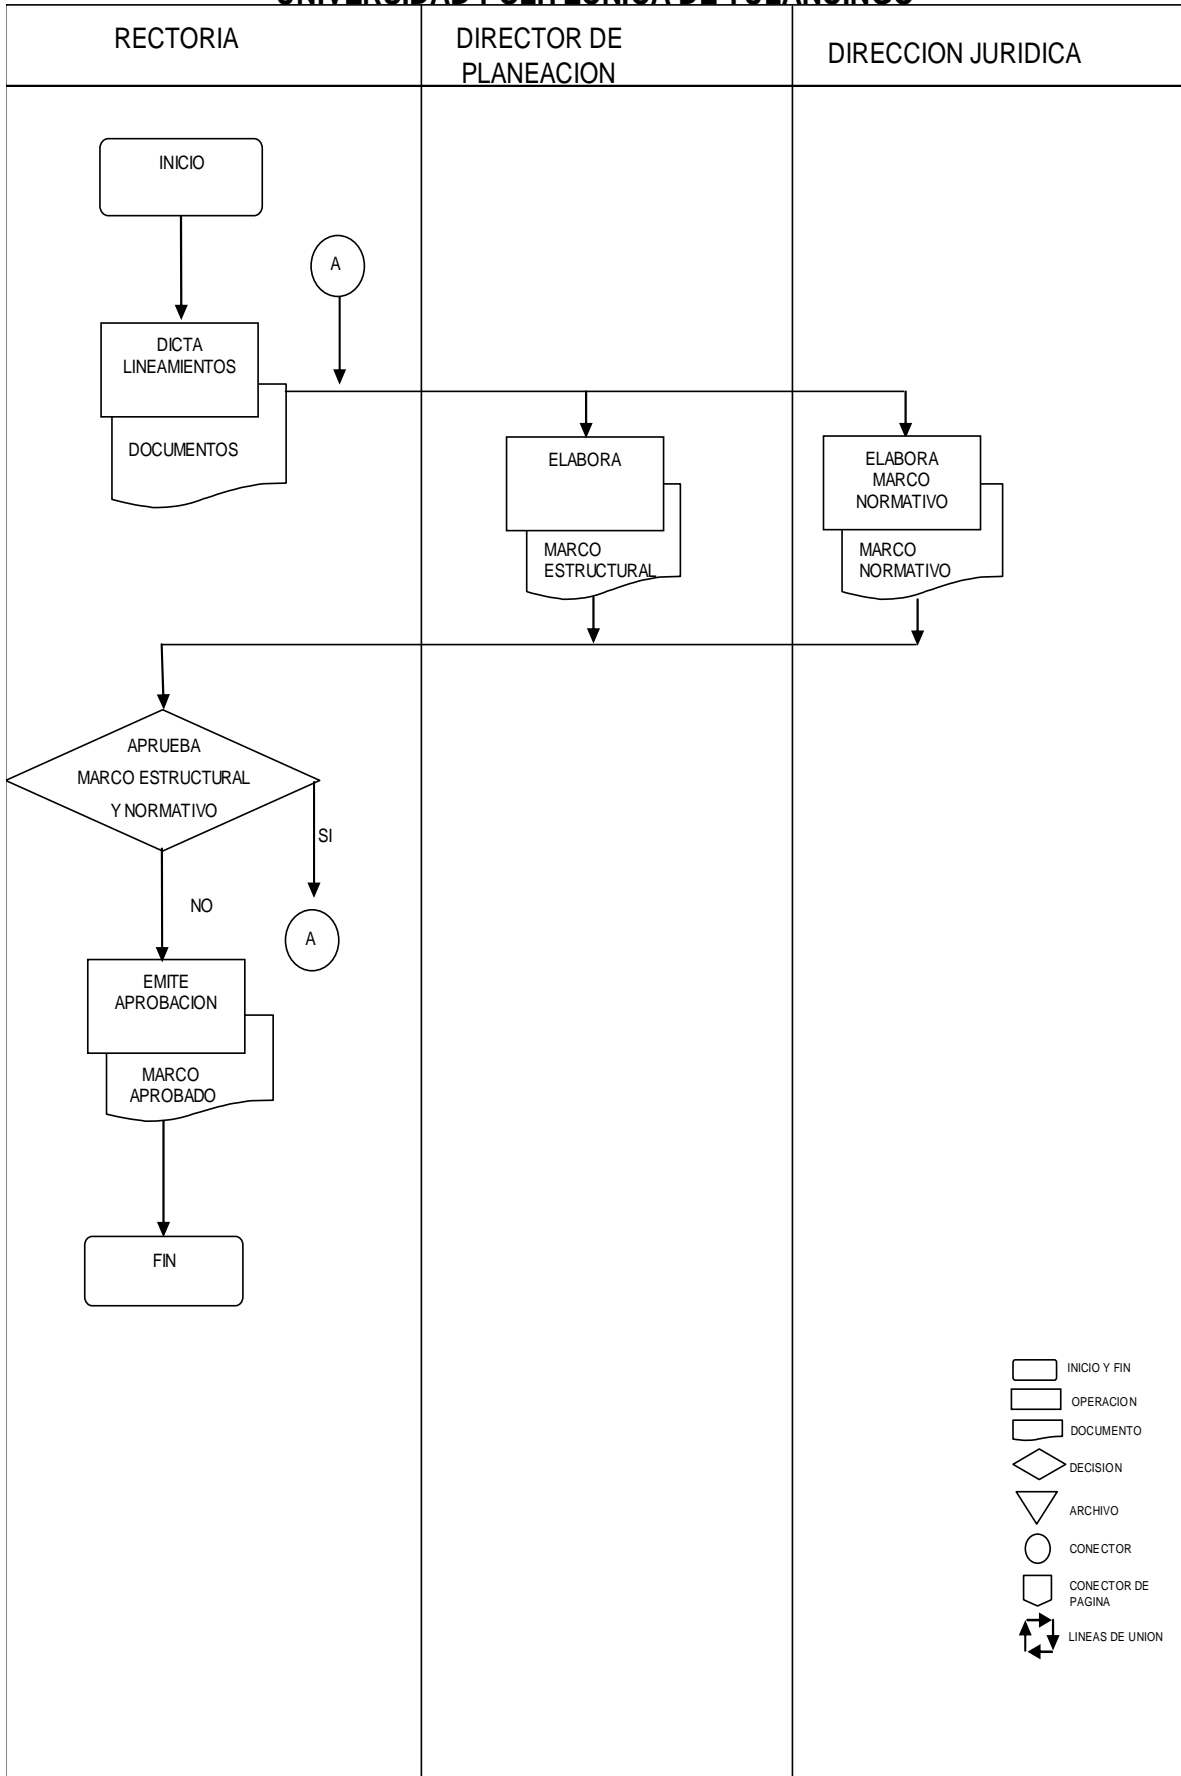 RECTORIA
DIRECTOR DE
PLANEACION
DIRECCION JURIDICA
INICIO
A
DICTA
LINEAMIENTOS
DOCUMENTOS
ELABORA
MARCO
ESTRUCTURAL
ELABORA
MARCO
NORMATIVO
MARCO
NORMATIVO
APRUEBA
MARCO ESTRUCTURAL
Y NORMATIVO
SI
NO
A
EMITE
APROBACION
MARCO
APROBADO
FIN
INICIO Y FIN
OPERACION
DOCUMENTO
DECISION
ARCHIVO
CONECTOR
CONECTOR DE
PAGINA
LINEAS DE UNION